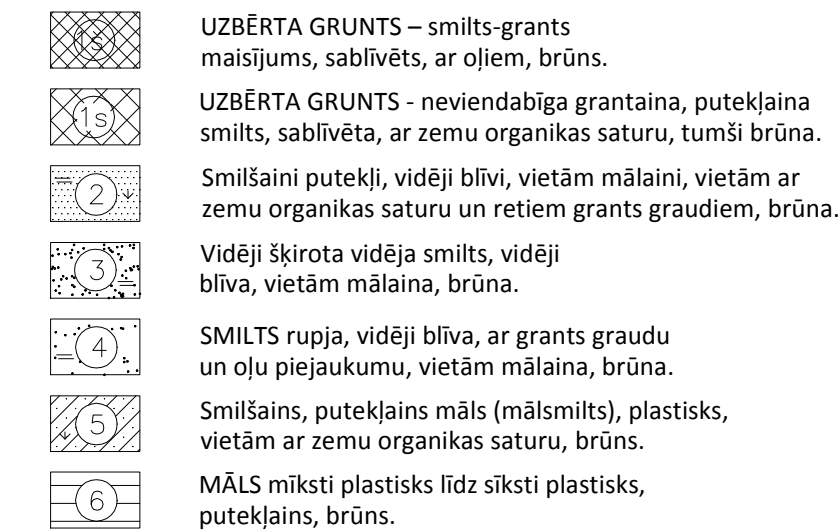 1š
UZBĒRTA GRUNTS – smilts-grants
maisījums, sablīvēts, ar oļiem, brūns.
1s
UZBĒRTA GRUNTS - neviendabīga grantaina, putekļaina
smilts, sablīvēta, ar zemu organikas saturu, tumši brūna.
2
Smilšaini putekļi, vidēji blīvi, vietām mālaini, vietām ar
zemu organikas saturu un retiem grants graudiem, brūna.
3
Vidēji šķirota vidēja smilts, vidēji
blīva, vietām mālaina, brūna.
4
SMILTS rupja, vidēji blīva, ar grants graudu
un oļu piejaukumu, vietām mālaina, brūna.
5
Smilšains, putekļains māls (mālsmilts), plastisks,
vietām ar zemu organikas saturu, brūns.
6
MĀLS mīksti plastisks līdz sīksti plastisks,
putekļains, brūns.